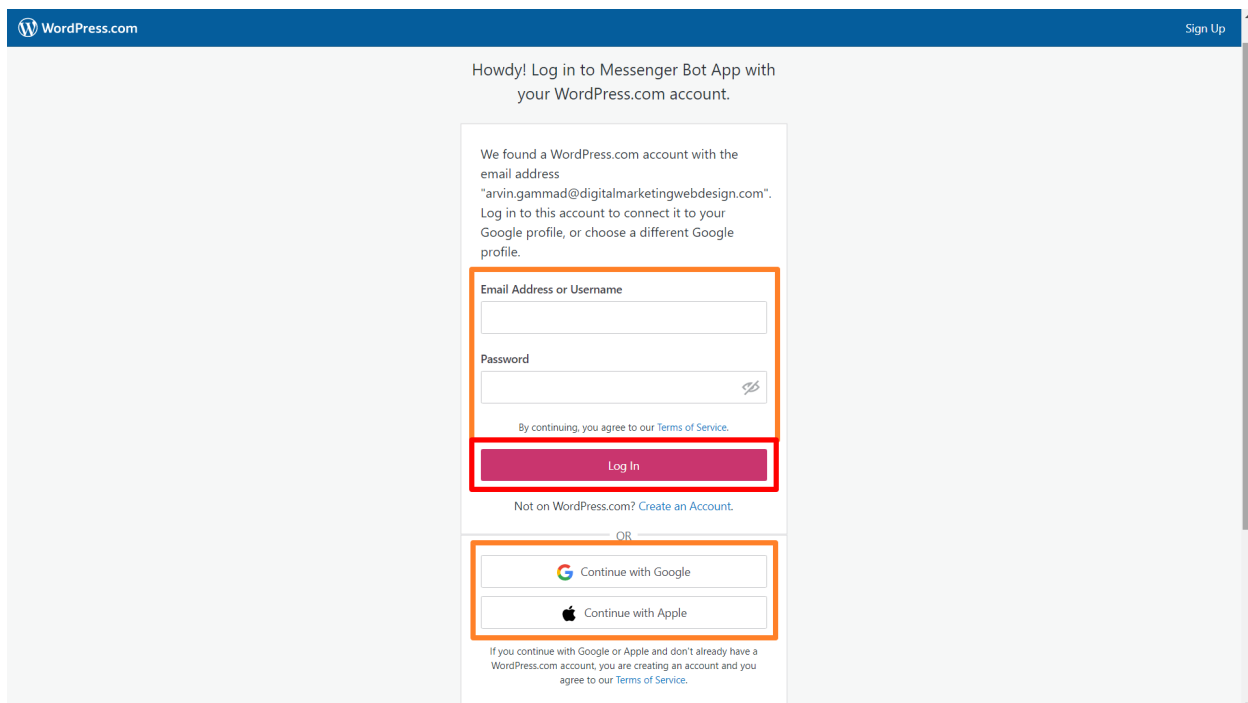 WordPress.com
Sign Up
Howdy! Log in to Messenger Bot App with
your WordPress.com account.
We found a WordPress.com account with the
email address
"arvin.gammad@digitalmarketingwebdesign.com".
Log in to this account to connect it to your
Google profile, or choose a different Google
profile.
Email Address or Username
Password
By continuing, you agree to our Terms of Service.
Log In
Not on WordPress.com? Create an Account.
OR
Continue with Google
Continue with Apple
If you continue with Google or Apple and don't already have a
WordPress.com account, you are creating an account and you
agree to our Terms of Service.